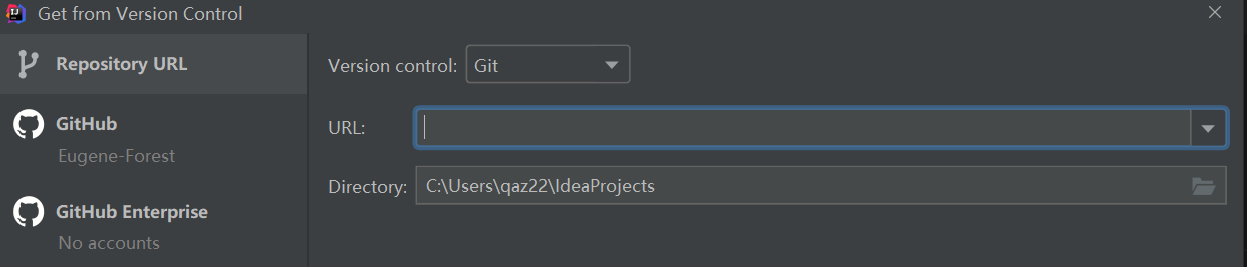 Get from Version Control
Repository URL
GitHub
Eugene-Forest
GitHub Enterprise
No accounts
Version control: Git
URL:
Directory: C:\Users\qaz22\IdeaProjects